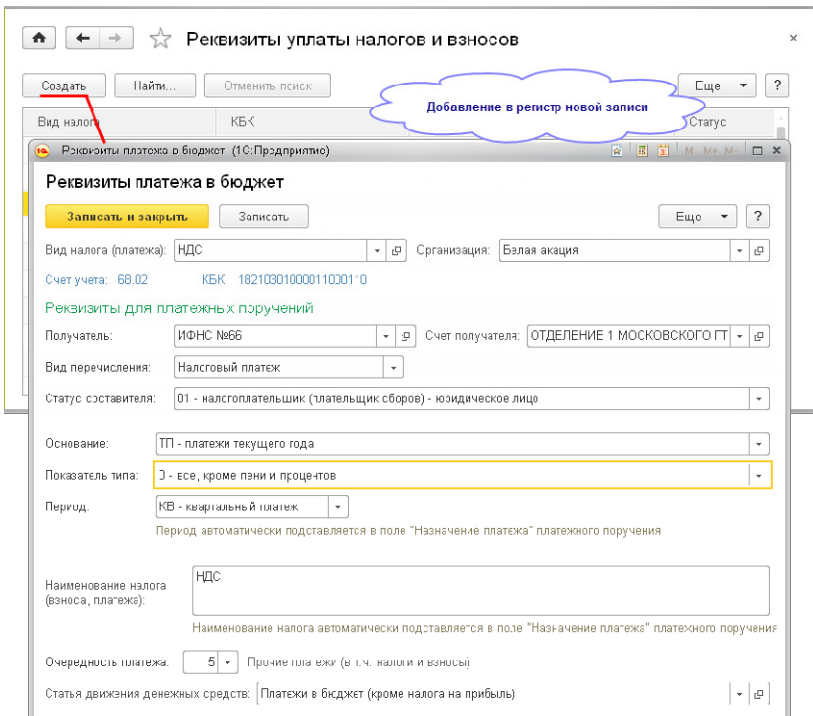 Реквизиты уплаты налогов и взносов
Создать Найти... Отменить поиск Еще ?
Добавление в регистр новой записи
Вид налога КБК Статус
Реквизиты платежа в бюджет (1С:Предприятие) M M+ M-
Реквизиты платежа в бюджет
Записать и закрыть Записать Еще ?
Вид налога (платежа): НДС Организация: Белая акация
Счет учета: 68.02 КБК 18210301000011000110
Реквизиты для платежных поручений
Получатель: ИФНС №66 Счет получателя: ОТДЕЛЕНИЕ 1 МОСКОВСКОГО ГТ
Вид перечисления: Налоговый платеж
Статус составителя: 01 - налогоплательщик (плательщик сборов) - юридическое лицо
Основание: ТП - платежи текущего года
Показатель типа: 0 - все, кроме пени и процентов
Период: КВ - квартальный платеж
Период автоматически подставляется в поле "Назначение платежа" платежного поручения
Наименование налога НДС
(взноса, платежа):
Наименование налога автоматически подставляется в поле "Назначение платежа" платежного поручения
Очередность платежа: 5 Прочие платежи (в т.ч. налоги и взносы)
Статья движения денежных средств: Платежи в бюджет (кроме налога на прибыль)